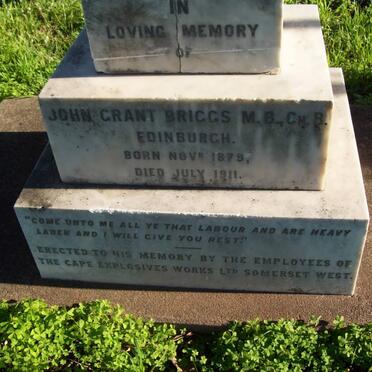 IN
LOVING MEMORY
OF
JOHN GRANT BRIGGS M.B., CH.B.
EDINBURGH.
BORN NOVR 1879,
DIED JULY 1911.
"COME UNTO ME ALL YE THAT LABOUR AND ARE HEAVY
LADEN AND I WILL GIVE YOU REST."
ERECTED TO HIS MEMORY BY THE EMPLOYEES OF
THE CAPE EXPLOSIVES WORKS LTD SOMERSET WEST.